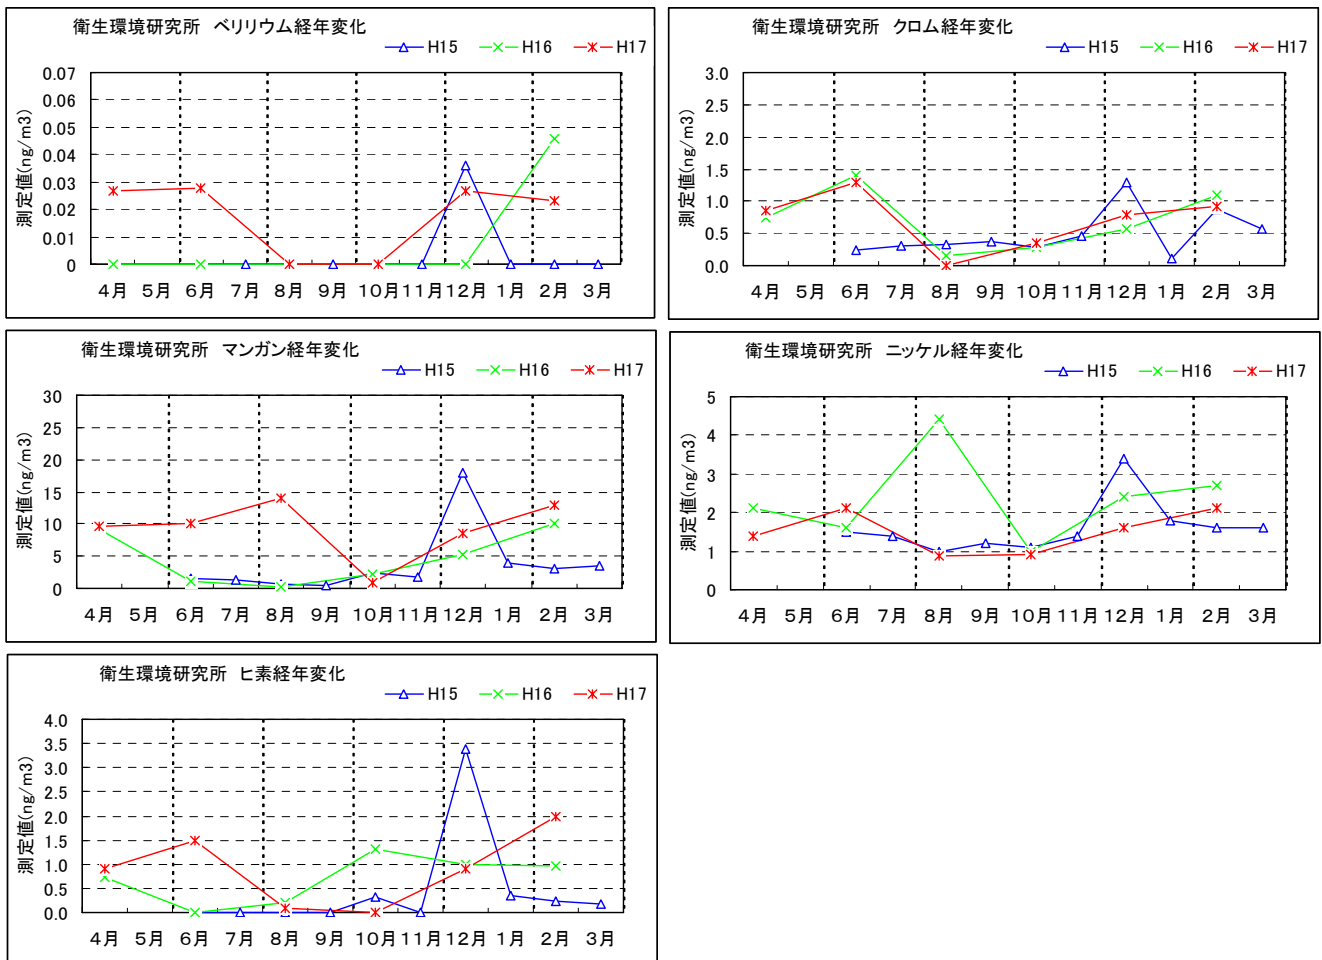 衛生環境研究所 ベリリウム経年変化
H15 H16 H17
測定値(ng/m3)
0.07
0.06
0.05
0.04
0.03
0.02
0.01
0
4月 5月 6月 7月 8月 9月 10月 11月 12月 1月 2月 3月
衛生環境研究所 クロム経年変化
H15 H16 H17
測定値(ng/m3)
3.0
2.5
2.0
1.5
1.0
0.5
0.0
4月 5月 6月 7月 8月 9月 10月 11月 12月 1月 2月 3月
衛生環境研究所 マンガン経年変化
H15 H16 H17
測定値(ng/m3)
30
25
20
15
10
5
0
4月 5月 6月 7月 8月 9月 10月 11月 12月 1月 2月 3月
衛生環境研究所 ニッケル経年変化
H15 H16 H17
測定値(ng/m3)
5
4
3
2
1
0
4月 5月 6月 7月 8月 9月 10月 11月 12月 1月 2月 3月
衛生環境研究所 ヒ素経年変化
H15 H16 H17
測定値(ng/m3)
4.0
3.5
3.0
2.5
2.0
1.5
1.0
0.5
0.0
4月 5月 6月 7月 8月 9月 10月 11月 12月 1月 2月 3月